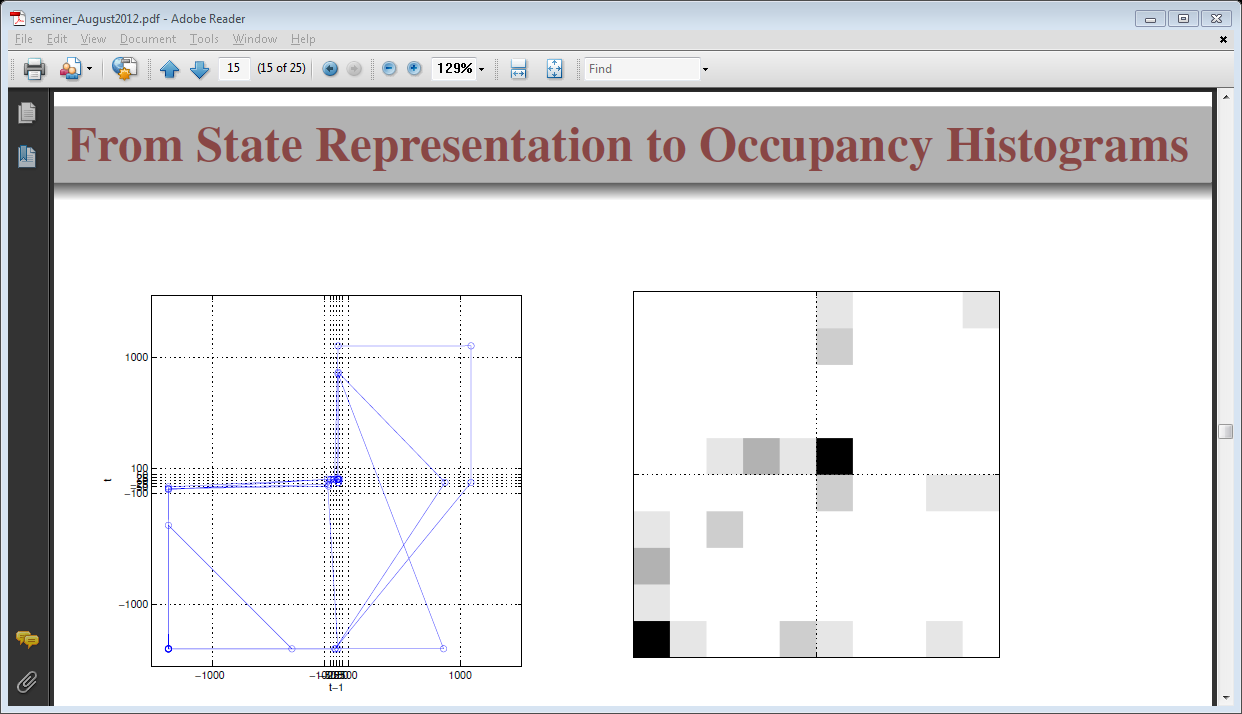 seminer_August2012.pdf - Adobe Reader
File Edit View Document Tools Window Help
15 (15 of 25) 129% Find
From State Representation to Occupancy Histograms
1000
100
t
−100
−1000
−1000 1000
t−1